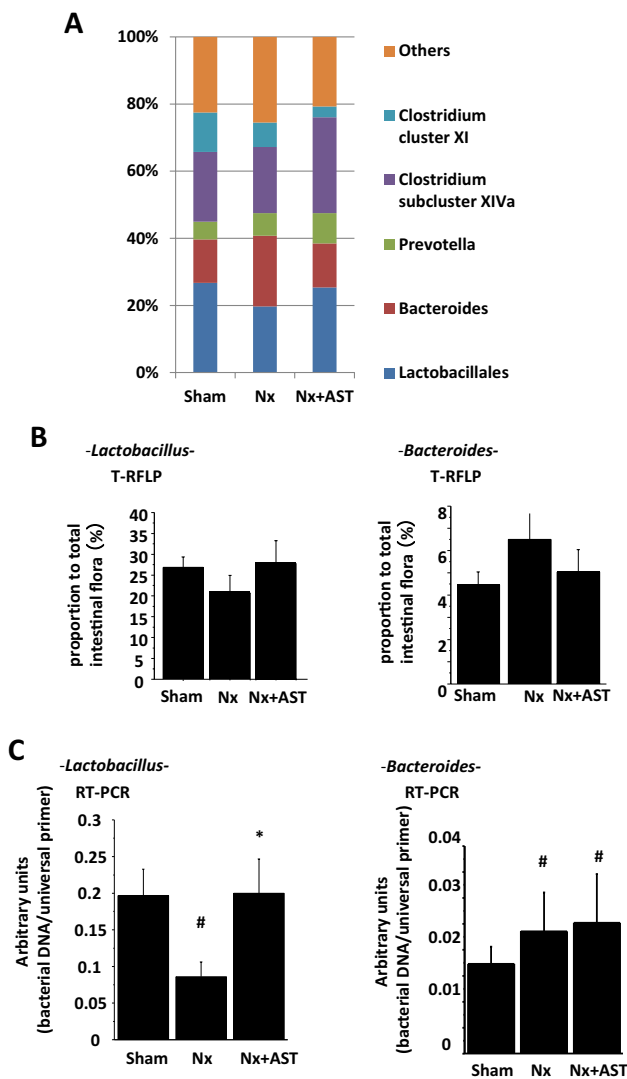 A
100%
80%
60%
40%
20%
0%
Sham Nx Nx+AST
Others
Clostridium
cluster XI
Clostridium
subcluster XIVa
Prevotella
Bacteroides
Lactobacillales
B
-Lactobacillus-
T-RFLP
proportion to total
intestinal flora (%)
40
35
30
25
20
15
10
5
0
Sham Nx Nx+AST
-Bacteroides-
T-RFLP
proportion to total
intestinal flora (%)
8
6
4
2
0
Sham Nx Nx+AST
C
-Lactobacillus-
RT-PCR
Arbitrary units
(bacterial DNA/universal primer)
0.3
0.25
0.2
0.15
0.1
0.05
0
#
*
Sham Nx Nx+AST
-Bacteroides-
RT-PCR
Arbitrary units
(bacterial DNA/universal primer)
0.04
0.03
0.02
0.01
0
# #
Sham Nx Nx+AST